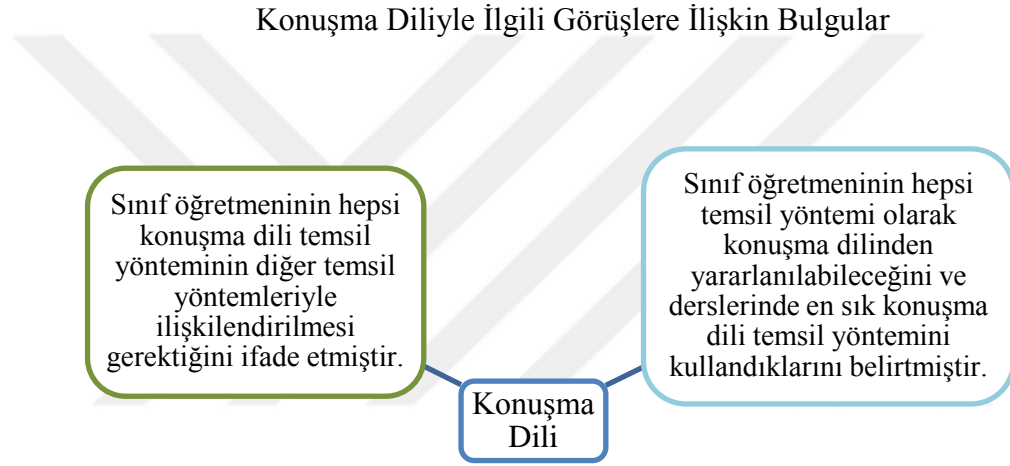 Konuşma Diliyle İlgili Görüşlere İlişkin Bulgular
Sınıf öğretmeninin hepsi
konuşma dili temsil
yönteminin diğer temsil
yöntemleriyle
ilişkilendirilmesi
gerektiğini ifade etmiştir.
Sınıf öğretmeninin hepsi
temsil yöntemi olarak
konuşma dilinden
yararlanılabileceğini ve
derslerinde en sık konuşma
dili temsil yöntemini
kullandıklarını belirtmiştir.
Konuşma
Dili